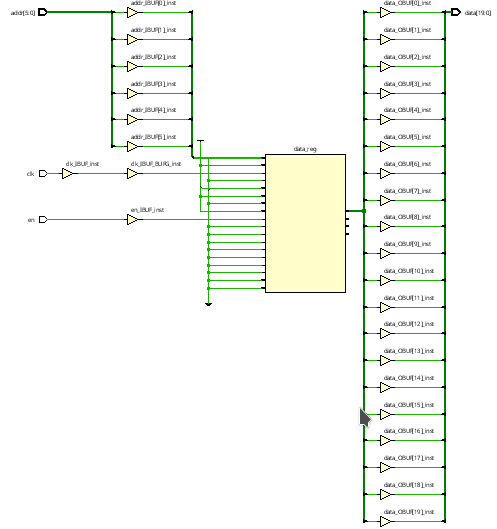 addr[5:0]
addr_IBUF[0]_inst
addr_IBUF[1]_inst
addr_IBUF[2]_inst
addr_IBUF[3]_inst
addr_IBUF[4]_inst
addr_IBUF[5]_inst
clk
clk_IBUF_inst
clk_IBUF_BUFG_inst
en
en_IBUF_inst
data_reg
data_OBUF[0]_inst
data_OBUF[1]_inst
data_OBUF[2]_inst
data_OBUF[3]_inst
data_OBUF[4]_inst
data_OBUF[5]_inst
data_OBUF[6]_inst
data_OBUF[7]_inst
data_OBUF[8]_inst
data_OBUF[9]_inst
data_OBUF[10]_inst
data_OBUF[11]_inst
data_OBUF[12]_inst
data_OBUF[13]_inst
data_OBUF[14]_inst
data_OBUF[15]_inst
data_OBUF[16]_inst
data_OBUF[17]_inst
data_OBUF[18]_inst
data_OBUF[19]_inst
data[19:0]